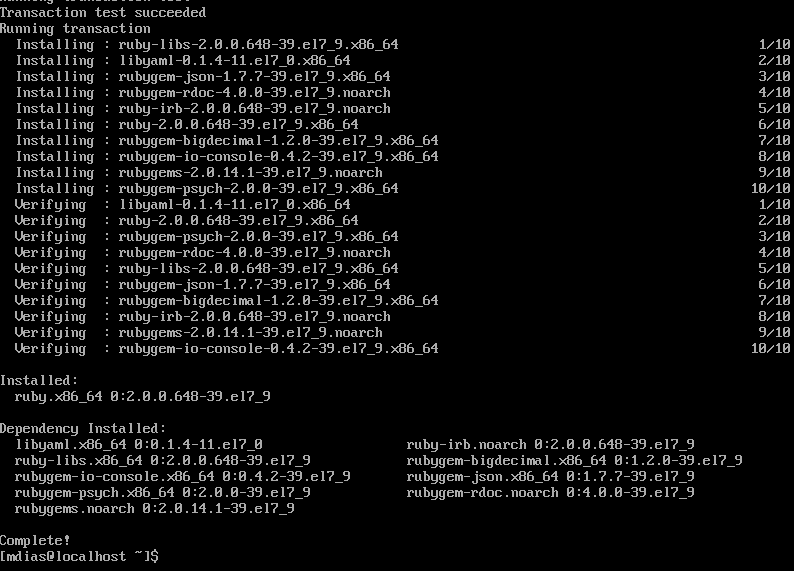 Transaction test succeeded
Running transaction
  Installing : ruby-libs-2.0.0.648-39.el7_9.x86_64 1/10
  Installing : libyaml-0.1.4-11.el7_0.x86_64 2/10
  Installing : rubygem-json-1.7.7-39.el7_9.x86_64 3/10
  Installing : rubygem-rdoc-4.0.0-39.el7_9.noarch 4/10
  Installing : ruby-irb-2.0.0.648-39.el7_9.noarch 5/10
  Installing : ruby-2.0.0.648-39.el7_9.x86_64 6/10
  Installing : rubygem-bigdecimal-1.2.0-39.el7_9.x86_64 7/10
  Installing : rubygem-io-console-0.4.2-39.el7_9.x86_64 8/10
  Installing : rubygems-2.0.14.1-39.el7_9.noarch 9/10
  Installing : rubygem-psych-2.0.0-39.el7_9.x86_64 10/10
  Verifying  : libyaml-0.1.4-11.el7_0.x86_64 1/10
  Verifying  : ruby-2.0.0.648-39.el7_9.x86_64 2/10
  Verifying  : rubygem-psych-2.0.0-39.el7_9.x86_64 3/10
  Verifying  : rubygem-rdoc-4.0.0-39.el7_9.noarch 4/10
  Verifying  : ruby-libs-2.0.0.648-39.el7_9.x86_64 5/10
  Verifying  : rubygem-json-1.7.7-39.el7_9.x86_64 6/10
  Verifying  : rubygem-bigdecimal-1.2.0-39.el7_9.x86_64 7/10
  Verifying  : ruby-irb-2.0.0.648-39.el7_9.noarch 8/10
  Verifying  : rubygems-2.0.14.1-39.el7_9.noarch 9/10
  Verifying  : rubygem-io-console-0.4.2-39.el7_9.x86_64 10/10
Installed:
  ruby.x86_64 0:2.0.0.648-39.el7_9
Dependency Installed:
  libyaml.x86_64 0:0.1.4-11.el7_0 ruby-irb.noarch 0:2.0.0.648-39.el7_9
  ruby-libs.x86_64 0:2.0.0.648-39.el7_9 rubygem-bigdecimal.x86_64 0:1.2.0-39.el7_9
  rubygem-io-console.x86_64 0:0.4.2-39.el7_9 rubygem-json.x86_64 0:1.7.7-39.el7_9
  rubygem-psych.x86_64 0:2.0.0-39.el7_9 rubygem-rdoc.noarch 0:4.0.0-39.el7_9
  rubygems.noarch 0:2.0.14.1-39.el7_9
Complete!
[mdias@localhost ~]$